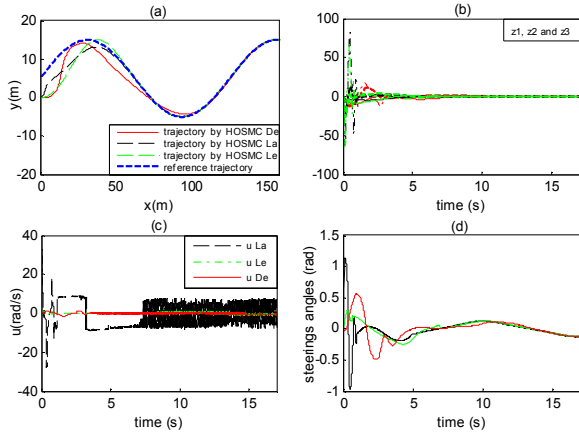 (a)
20
10
0
-10
-20
y(m)
0
50
100
150
x(m)
trajectory by HOSMC De
trajectory by HOSMC La
trajectory by HOSMC Le
reference trajectory
(b)
100
50
0
-50
-100
0
5
10
15
time (s)
z1, z2 and z3
(c)
40
20
0
-20
-40
u(rad/s)
0
5
10
15
time (s)
u La
u Le
u De
(d)
1.5
1
0.5
0
-0.5
-1
steerings angles (rad)
0
5
10
15
time (s)